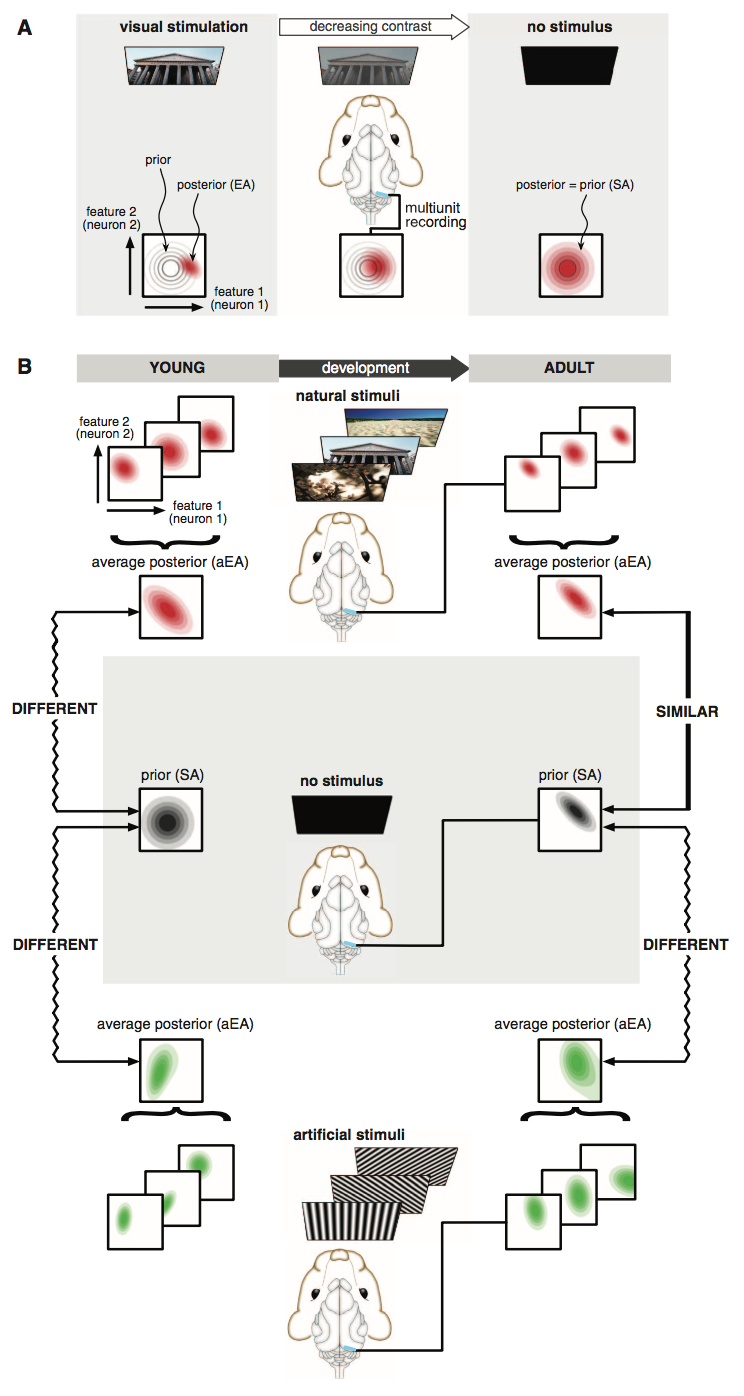 A
visual stimulation
decreasing contrast
no stimulus
prior
posterior (EA)
feature 2
(neuron 2)
feature 1
(neuron 1)
multiunit
recording
posterior = prior (SA)
B
YOUNG
development
ADULT
natural stimuli
feature 2
(neuron 2)
feature 1
(neuron 1)
average posterior (aEA)
average posterior (aEA)
DIFFERENT
SIMILAR
prior (SA)
no stimulus
prior (SA)
DIFFERENT
DIFFERENT
average posterior (aEA)
average posterior (aEA)
artificial stimuli